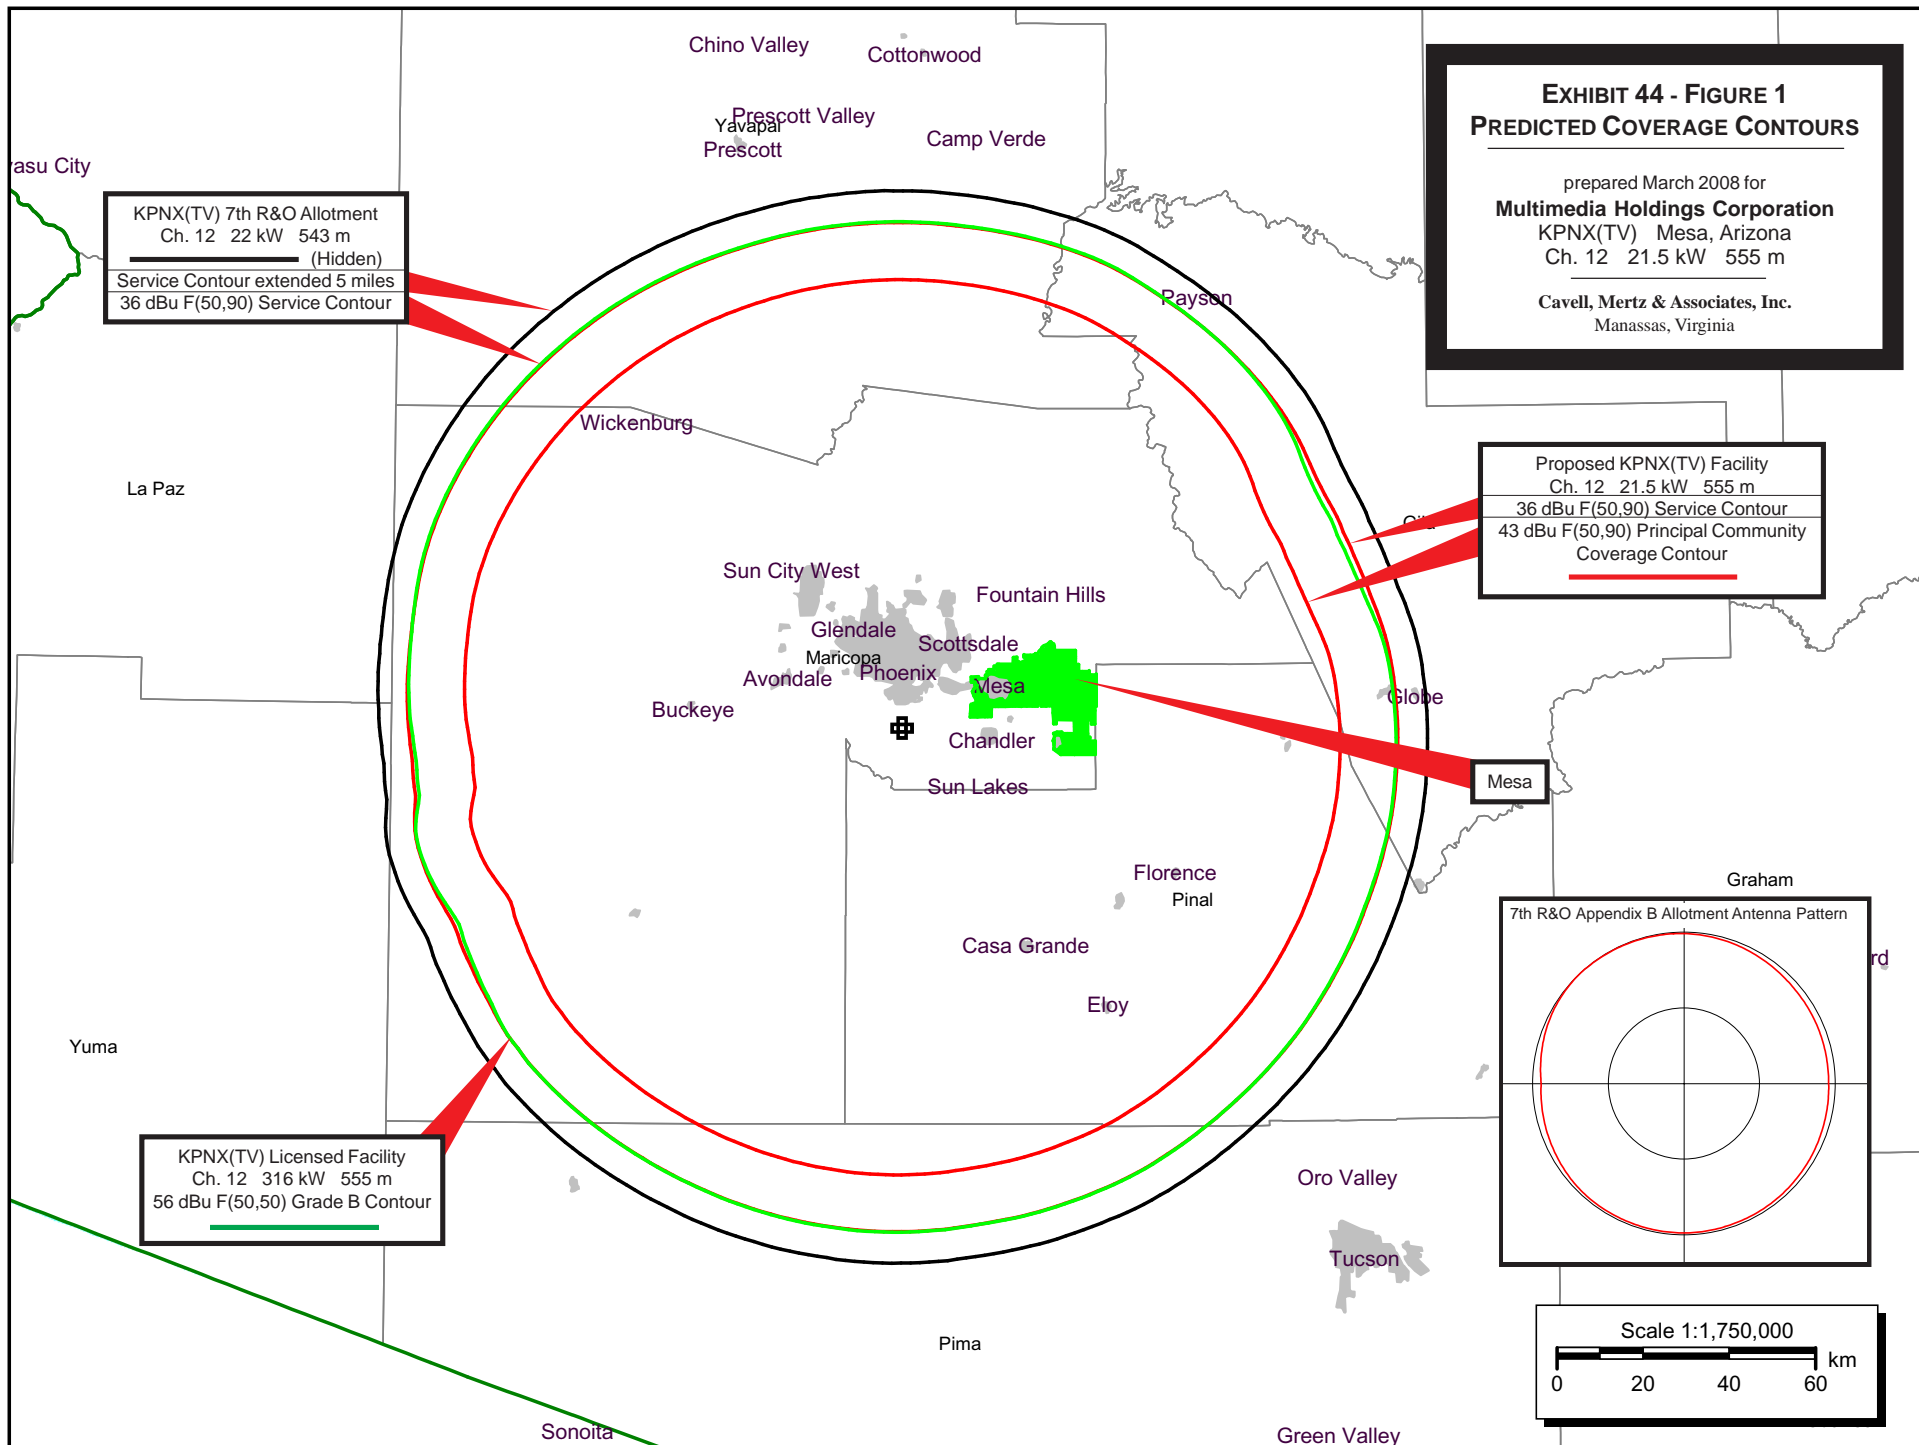 Chino Valley
Cottonwood
Prescott Valley
Yavapai
Prescott
Camp Verde
asu City
EXHIBIT 44 - FIGURE 1
PREDICTED COVERAGE CONTOURS
prepared March 2008 for
Multimedia Holdings Corporation
KPNX(TV) Mesa, Arizona
Ch. 12 21.5 kW 555 m
Cavell, Mertz & Associates, Inc.
Manassas, Virginia
KPNX(TV) 7th R&O Allotment
Ch. 12 22 kW 543 m
(Hidden)
Service Contour extended 5 miles
36 dBu F(50,90) Service Contour
Payson
Wickenburg
La Paz
Proposed KPNX(TV) Facility
Ch. 12 21.5 kW 555 m
36 dBu F(50,90) Service Contour
43 dBu F(50,90) Principal Community
Coverage Contour
Gila
Sun City West
Fountain Hills
Glendale
Scottsdale
Maricopa
Phoenix
Avondale
Mesa
Buckeye
Globe
Chandler
Sun Lakes
Mesa
Florence
Pinal
Graham
Casa Grande
Eloy
7th R&O Appendix B Allotment Antenna Pattern
rd
Yuma
KPNX(TV) Licensed Facility
Ch. 12 316 kW 555 m
56 dBu F(50,50) Grade B Contour
Oro Valley
Tucson
Pima
Scale 1:1,750,000
km
0 20 40 60
Sonoita
Green Valley